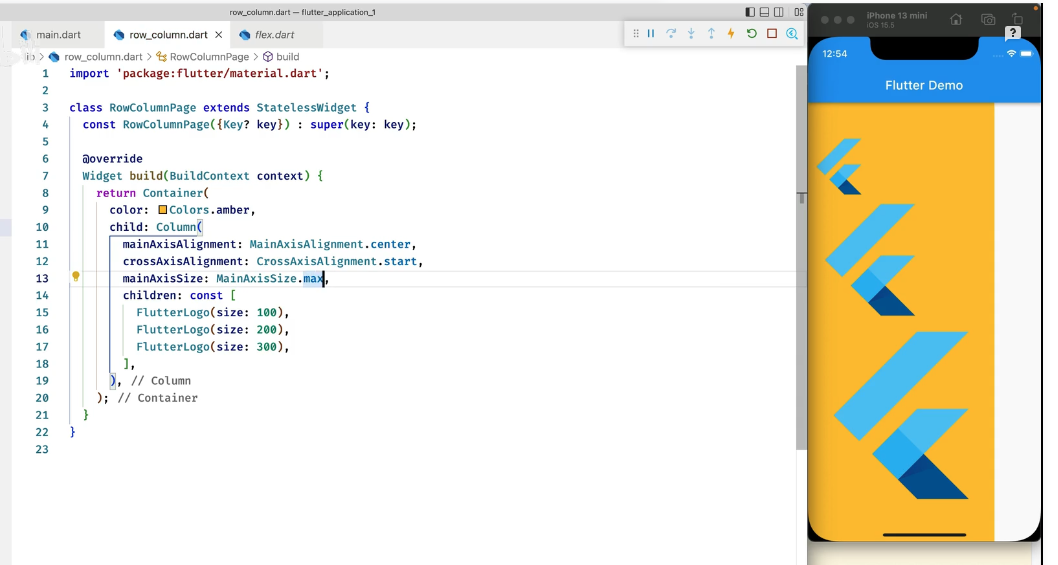 row_column.dart — flutter_application_1
main.dart
row_column.dart
flex.dart
row_column.dart > RowColumnPage > build
1 import 'package:flutter/material.dart';
2
3 class RowColumnPage extends StatelessWidget {
4 const RowColumnPage({Key? key}) : super(key: key);
5
6 @override
7 Widget build(BuildContext context) {
8 return Container(
9 color: Colors.amber,
10 child: Column(
11 mainAxisAlignment: MainAxisAlignment.center,
12 crossAxisAlignment: CrossAxisAlignment.start,
13 mainAxisSize: MainAxisSize.max,
14 children: const [
15 FlutterLogo(size: 100),
16 FlutterLogo(size: 200),
17 FlutterLogo(size: 300),
18 ],
19 ), // Column
20 ); // Container
21 }
22 }
23
iPhone 13 mini
iOS 15.5
?
12:54
Flutter Demo